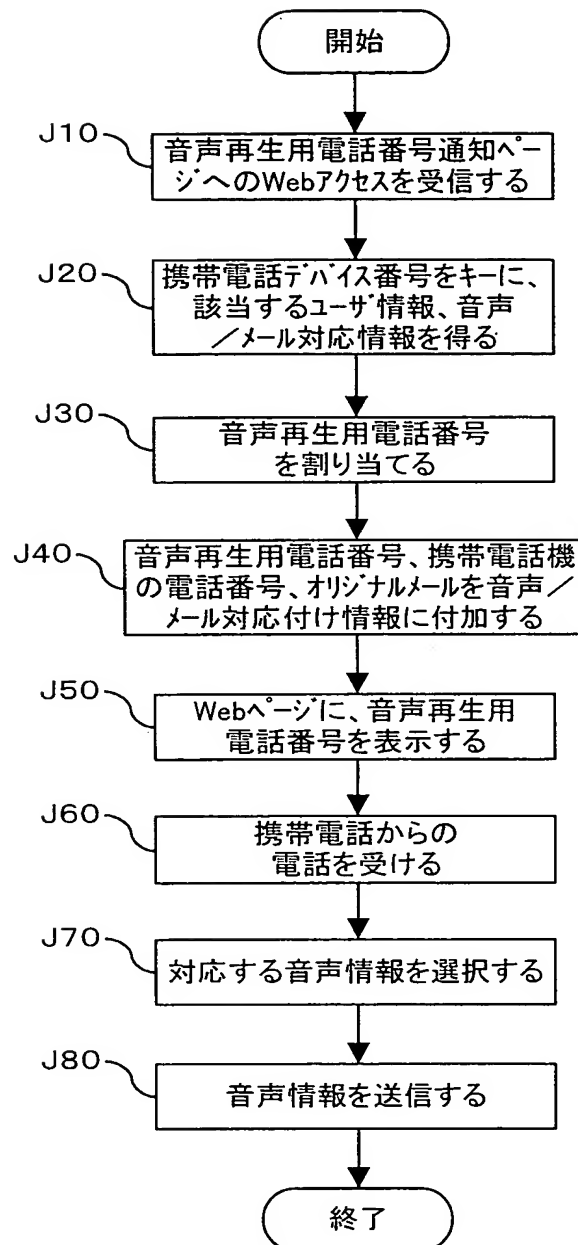 開始
J10
音声再生用電話番号通知ペー
ジへのWebアクセスを受信する
J20
携帯電話デバイス番号をキーに、
該当するユーザ情報、音声
／メール対応情報を得る
J30
音声再生用電話番号
を割り当てる
J40
音声再生用電話番号、携帯電話機
の電話番号、オリジナルメールを音声／
メール対応付け情報に付加する
J50
Webページに、音声再生用
電話番号を表示する
J60
携帯電話からの
電話を受ける
J70
対応する音声情報を選択する
J80
音声情報を送信する
終了